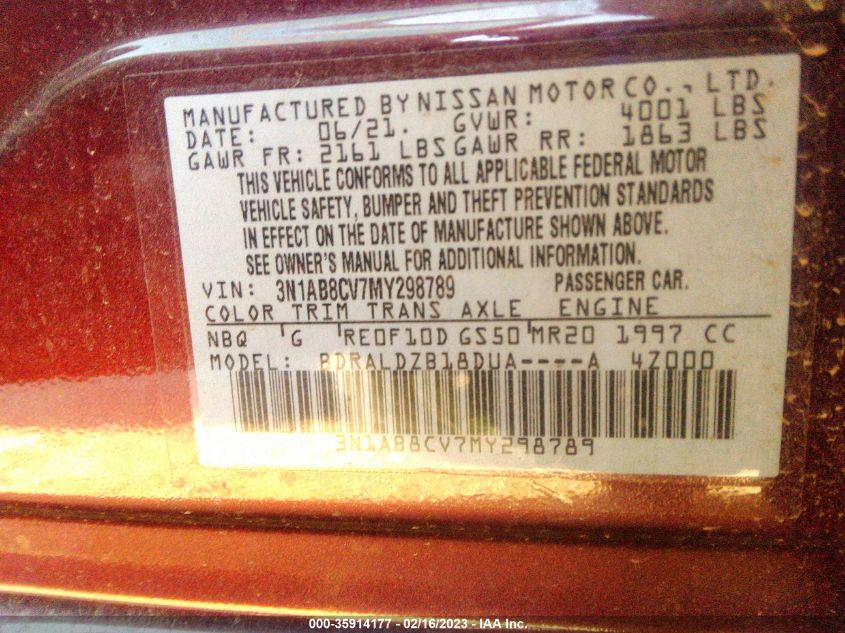 MANUFACTURED BY NISSAN MOTOR CO., LTD.
DATE: 06/21. GVWR: 4001 LBS
GAWR FR: 2161 LBS GAWR RR: 1863 LBS
THIS VEHICLE CONFORMS TO ALL APPLICABLE FEDERAL MOTOR
VEHICLE SAFETY, BUMPER AND THEFT PREVENTION STANDARDS
IN EFFECT ON THE DATE OF MANUFACTURE SHOWN ABOVE.
SEE OWNER'S MANUAL FOR ADDITIONAL INFORMATION.
VIN: 3N1AB8CV7MY298789 PASSENGER CAR.
COLOR TRIM TRANS AXLE ENGINE
NBQ G RE0F10D GS50 MR20 1997 CC
MODEL: BDRALDZB18DUA----A 4Z000
3N1AB8CV7MY298789
000-35914177 - 02/16/2023 - IAA Inc.